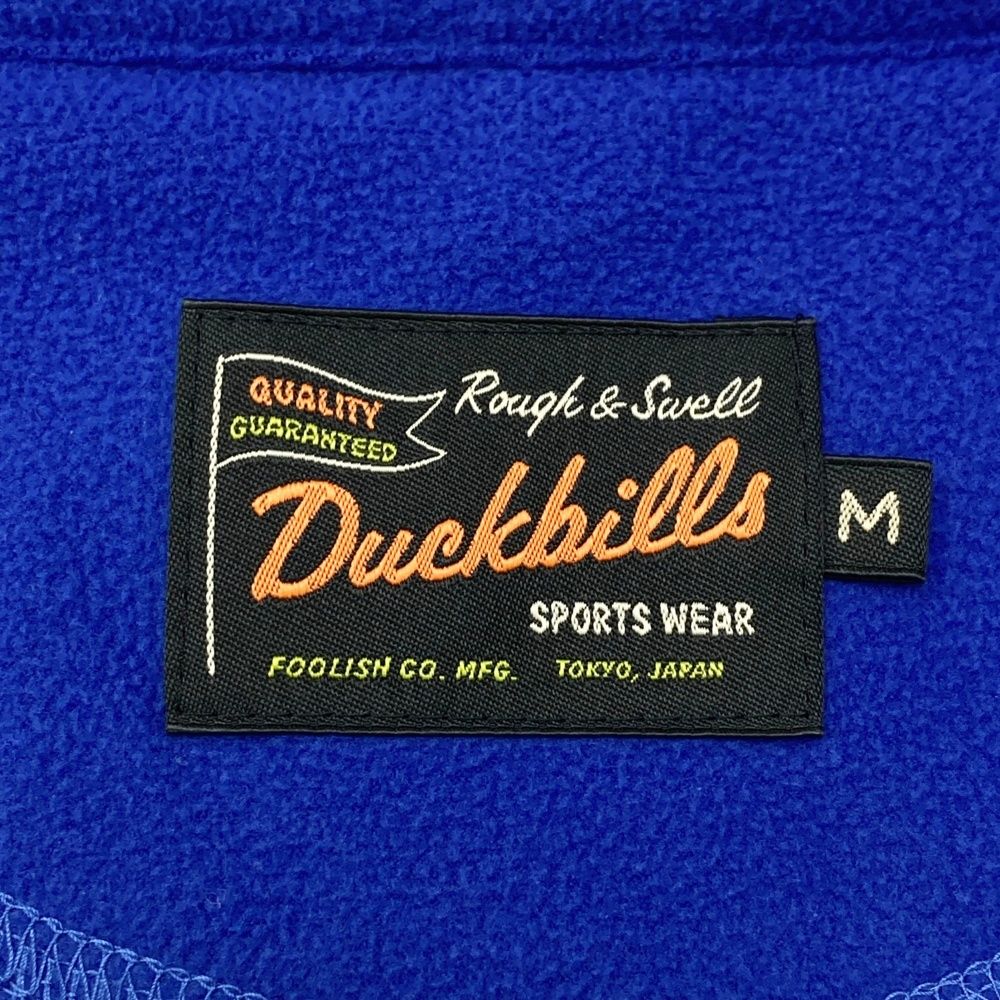 QUALITY
GUARANTEED
Rough & Swell
Duckbills
SPORTS WEAR
FOOLISH CO. MFG. TOKYO, JAPAN
M